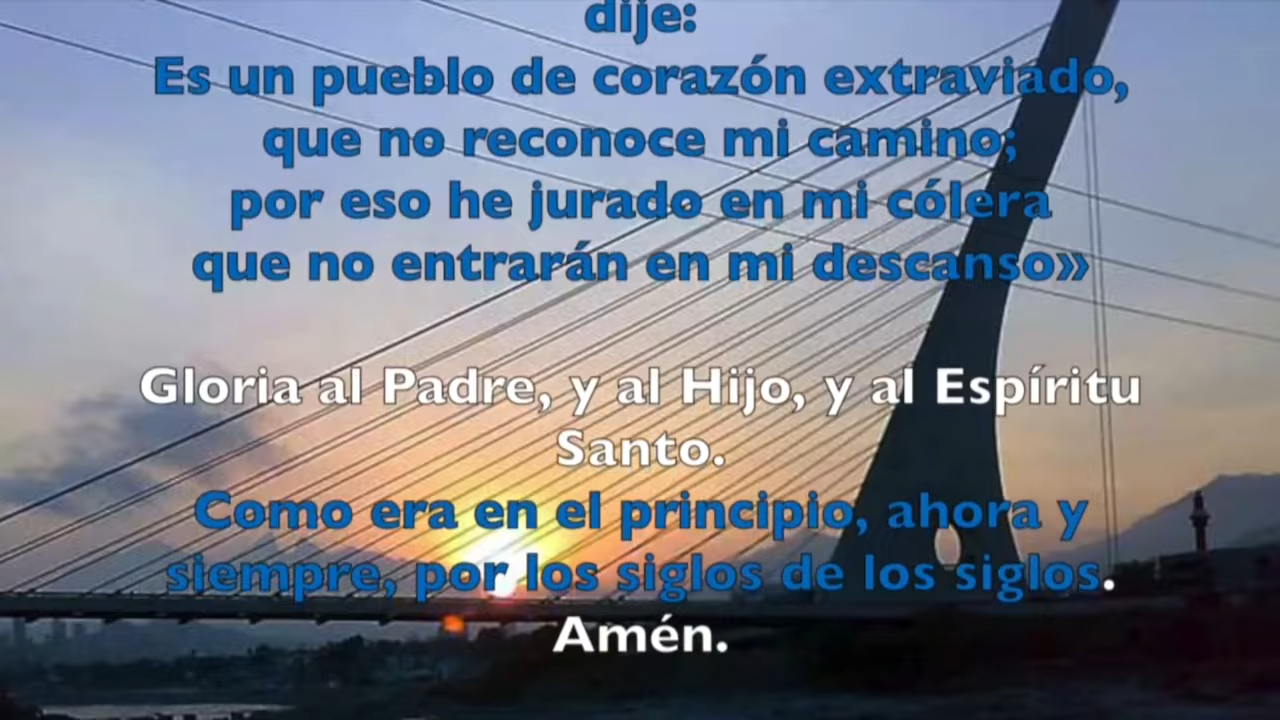 dije:
Es un pueblo de corazón extraviado,
que no reconoce mi camino;
por eso he jurado en mi cólera
que no entrarán en mi descanso»
Gloria al Padre, y al Hijo, y al Espíritu
Santo.
Como era en el principio, ahora y
siempre, por los siglos de los siglos.
Amén.